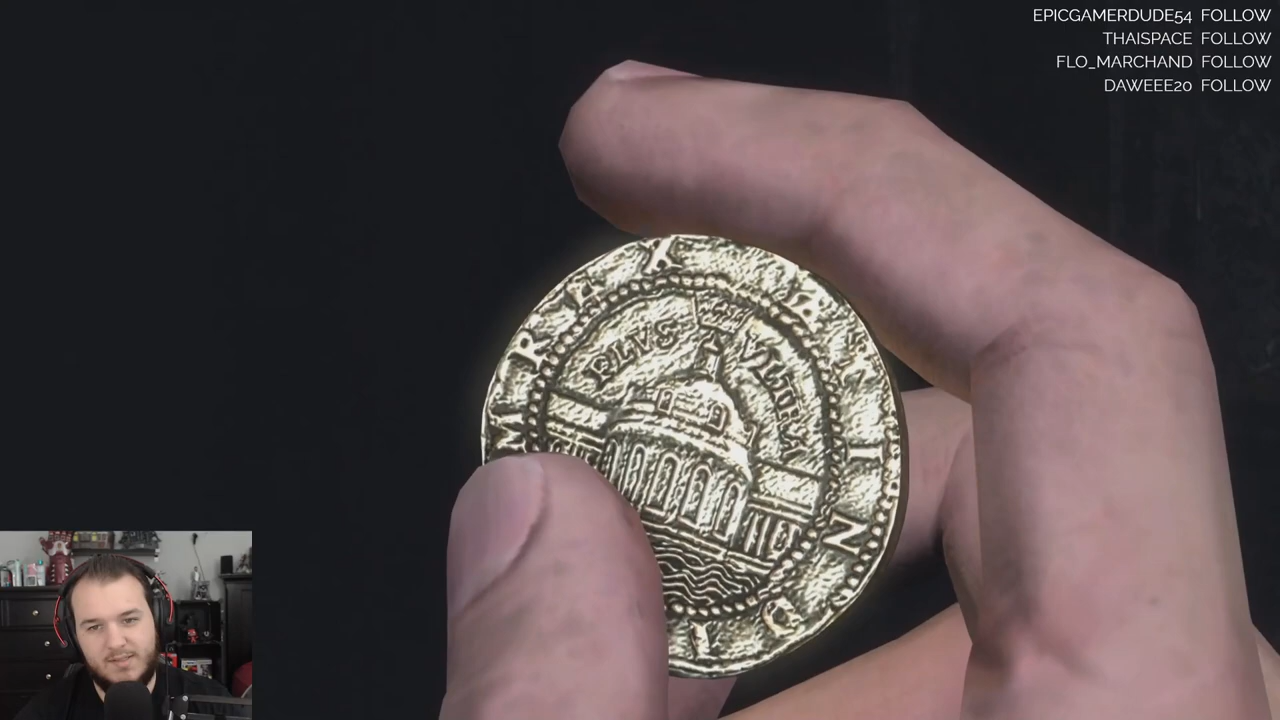 EPICGAMERDUDE54 FOLLOW
THAISPACE FOLLOW
FLO_MARCHAND FOLLOW
DAWEEE20 FOLLOW
PLVS VLTRA